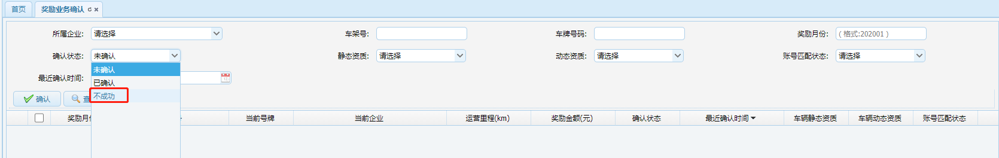 首页 奖励业务确认
所属企业: 请选择 车架号: 车牌号码: 奖励月份: ( 格式:202001 )
确认状态: 未确认 静态资质: 请选择 动态资质: 请选择 账号匹配状态: 请选择
未确认
最近确认时间:
已确认
不成功
确认 查
奖励月份 当前号牌 当前企业 运营里程(km) 奖励金额(元) 确认状态 最近确认时间 车辆静态资质 车辆动态资质 账号匹配状态